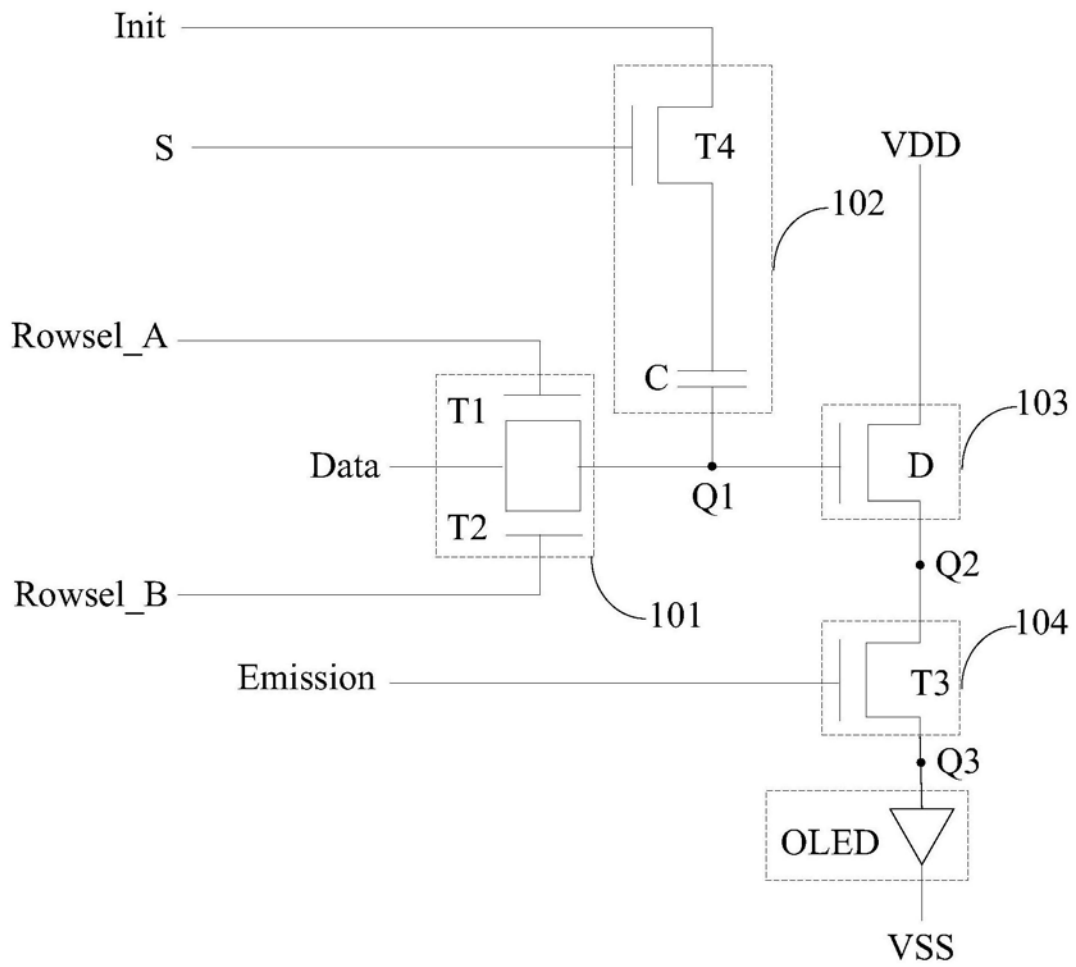 Init
S
T4
VDD
102
Rowsel_A
C
T1
103
Data
D
Q1
T2
Q2
Rowsel_B
101
104
Emission
T3
Q3
OLED
VSS